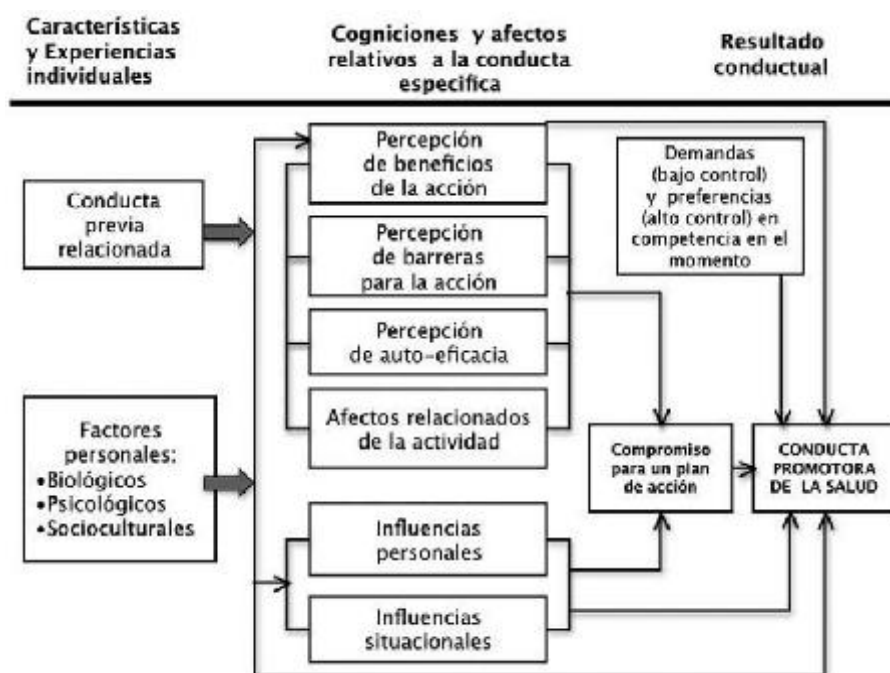 Características
y Experiencias
individuales
Cogniciones y afectos
relativos a la conducta
especifica
Resultado
conductual
Conducta
previa
relacionada
Factores
personales:
•Biológicos
•Psicológicos
•Socioculturales
Percepción
de beneficios
de la acción
Percepción
de barreras
para la acción
Percepción
de auto-eficacia
Afectos relacionados
de la actividad
Influencias
personales
Influencias
situacionales
Demandas
(bajo control)
y preferencias
(alto control) en
competencia en el
momento
Compromiso
para un plan
de acción
CONDUCTA
PROMOTORA
DE LA SALUD